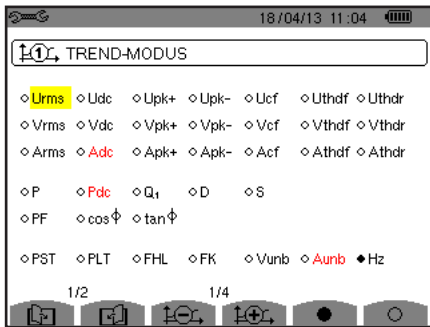 18/04/13 11:04
1 TREND-MODUS
Urms Udc Upk+ Upk- Ucf Uthdf Uthdr
Vrms Vdc Vpk+ Vpk- Vcf Vthdf Vthdr
Arms Adc Apk+ Apk- Acf Athdf Athdr
P Pdc Q₁ D S
PF cosΦ tanΦ
PST PLT FHL FK Vunb Aunb Hz
1/2 1/4